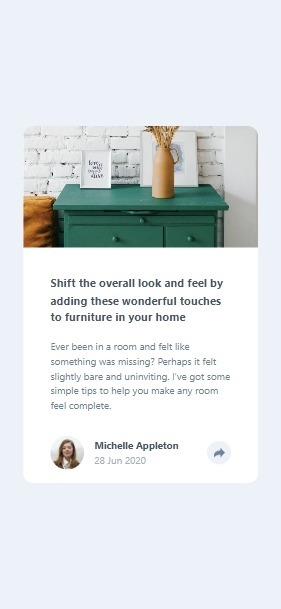 Shift the overall look and feel by
adding these wonderful touches
to furniture in your home
Ever been in a room and felt like
something was missing? Perhaps it felt
slightly bare and uninviting. I've got some
simple tips to help you make any room
feel complete.
Michelle Appleton
28 Jun 2020